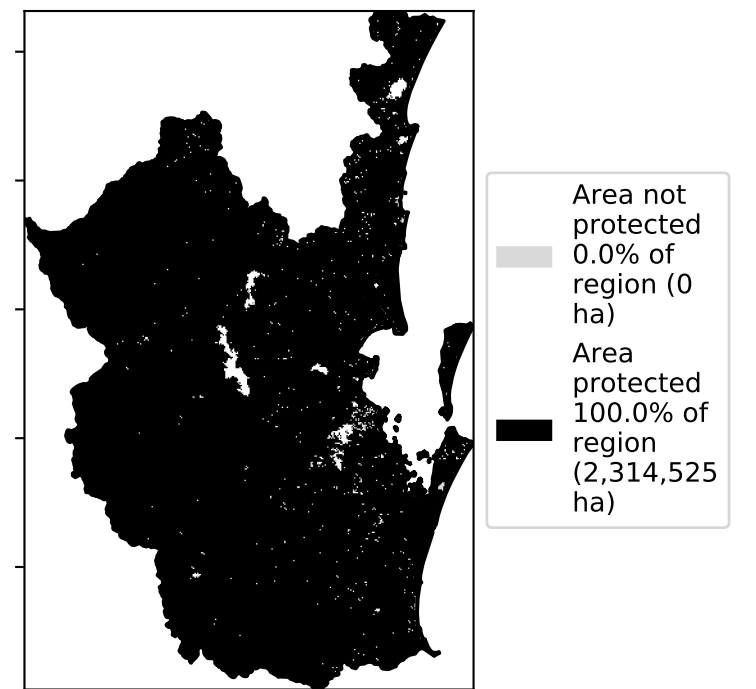 Area not
protected
0.0% of
region (0
ha)
Area
protected
100.0% of
region
(2,314,525
ha)